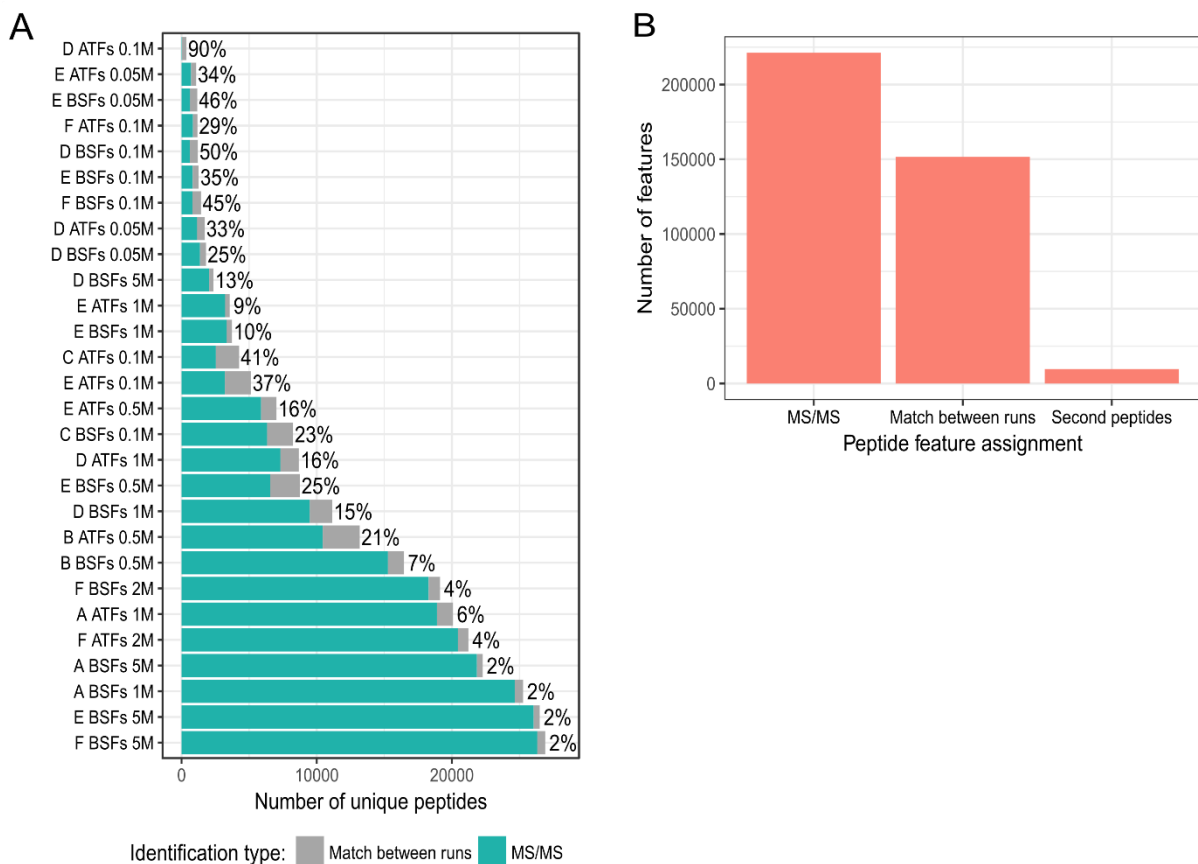 A
D ATFs 0.1M 90%
E ATFs 0.05M 34%
E BSFs 0.05M 46%
F ATFs 0.1M 29%
D BSFs 0.1M 50%
E BSFs 0.1M 35%
F BSFs 0.1M 45%
D ATFs 0.05M 33%
D BSFs 0.05M 25%
D BSFs 5M 13%
E ATFs 1M 9%
E BSFs 1M 10%
C ATFs 0.1M 41%
E ATFs 0.1M 37%
E ATFs 0.5M 16%
C BSFs 0.1M 23%
D ATFs 1M 16%
E BSFs 0.5M 25%
D BSFs 1M 15%
B ATFs 0.5M 21%
B BSFs 0.5M 7%
F BSFs 2M 4%
A ATFs 1M 6%
F ATFs 2M 4%
A BSFs 5M 2%
A BSFs 1M 2%
E BSFs 5M 2%
F BSFs 5M 2%
0 10000 20000
Number of unique peptides
Identification type: Match between runs MS/MS
B
Number of features
200000
150000
100000
50000
0
MS/MS Match between runs Second peptides
Peptide feature assignment